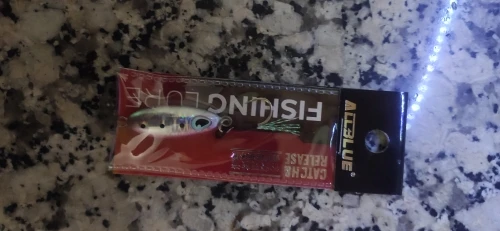 ALLBLUE®
FISHING
LURE
CATCH&
RELEASE